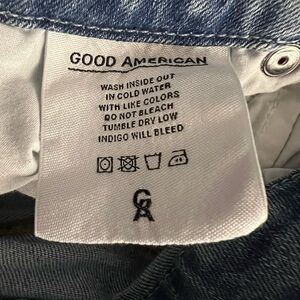 GOOD AMERICAN
WASH INSIDE OUT
IN COLD WATER
WITH LIKE COLORS
DO NOT BLEACH
TUMBLE DRY LOW
INDIGO WILL BLEED
GA